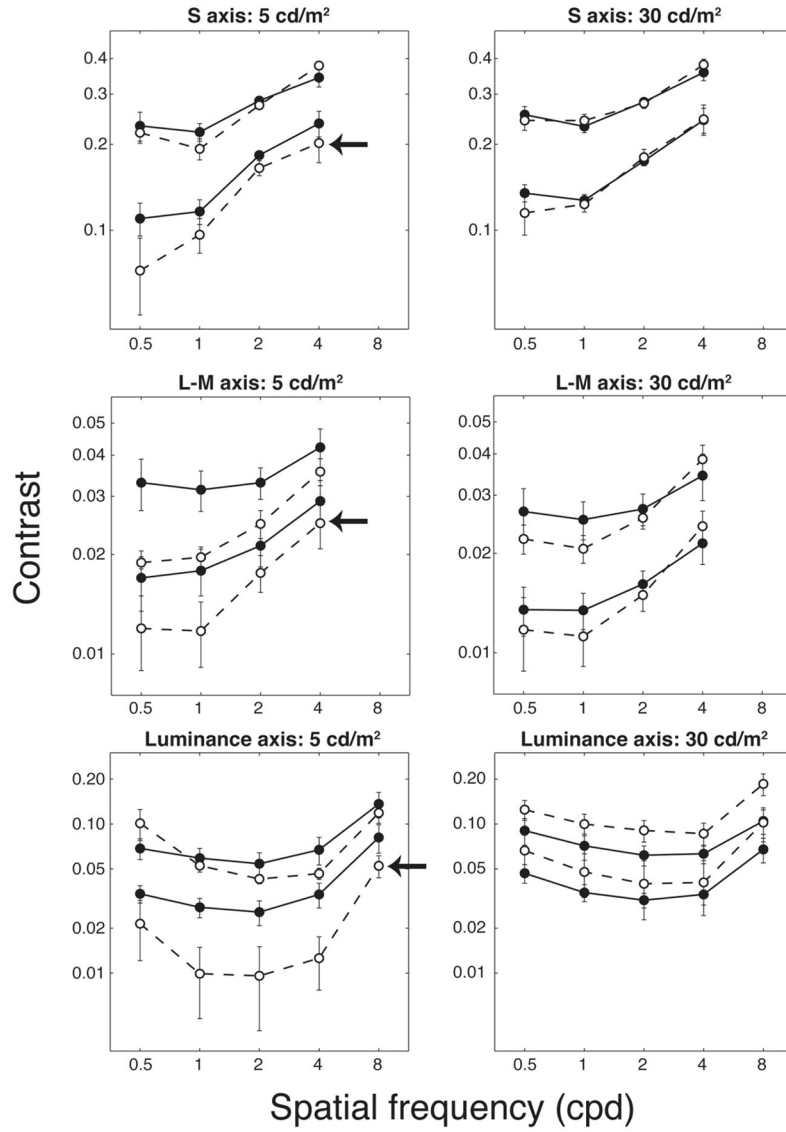 S axis: 5 cd/m²
0.4
0.3
0.2
0.1
0.5 1 2 4 8
S axis: 30 cd/m²
0.4
0.3
0.2
0.1
0.5 1 2 4 8
L-M axis: 5 cd/m²
0.05
0.04
0.03
0.02
0.01
0.5 1 2 4 8
L-M axis: 30 cd/m²
0.05
0.04
0.03
0.02
0.01
0.5 1 2 4 8
Luminance axis: 5 cd/m²
0.20
0.10
0.05
0.02
0.01
0.5 1 2 4 8
Luminance axis: 30 cd/m²
0.20
0.10
0.05
0.02
0.01
0.5 1 2 4 8
Contrast
Spatial frequency (cpd)